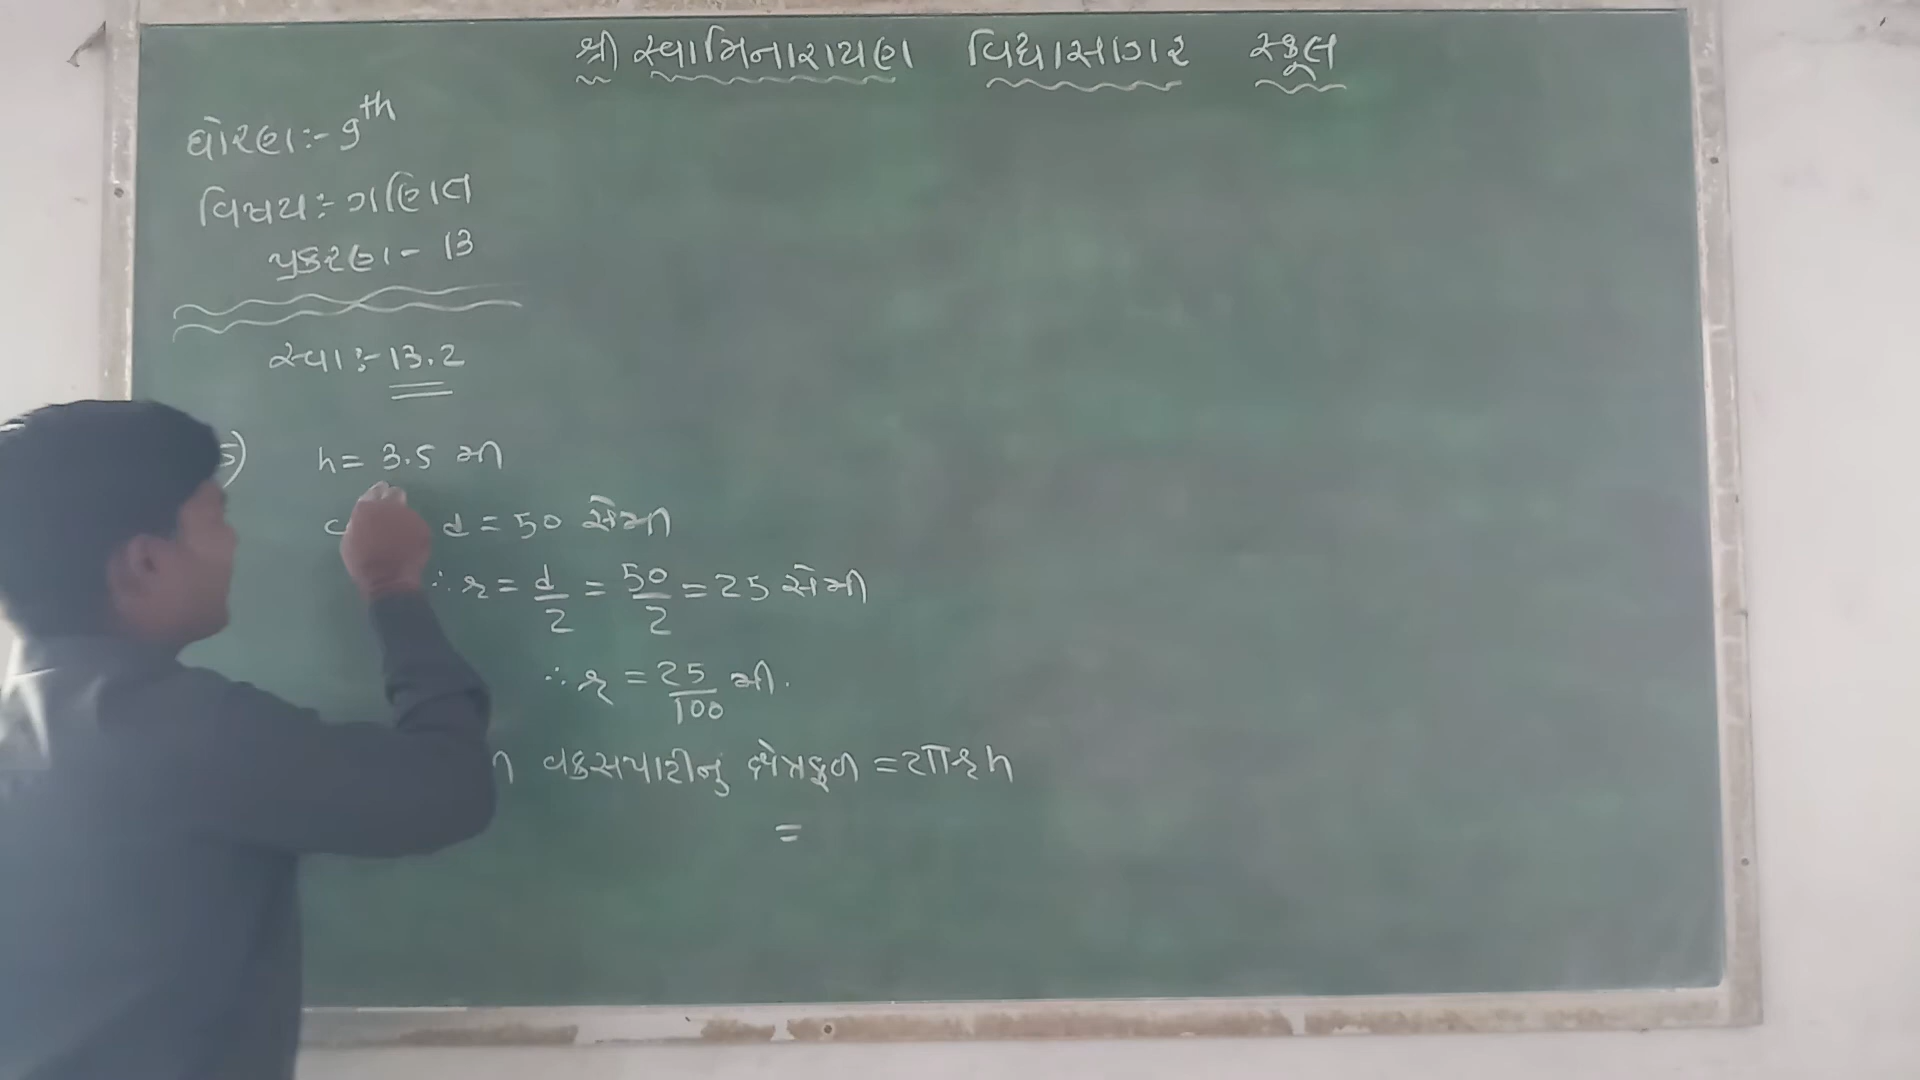 શ્રી સ્વામિનારાયણ વિદ્યાસાગર સ્કૂલ
ધોરણ:- 9th
વિષય:- ગણિત
પ્રકરણ- 13
સ્વા:- 13.2
5) h = 3.5 મી
d = 50 સેમી
∴ r = d/2 = 50/2 = 25 સેમી
∴ r = 25/100 મી.
વક્રસપાટીનું ક્ષેત્રફળ = 2πrh
=